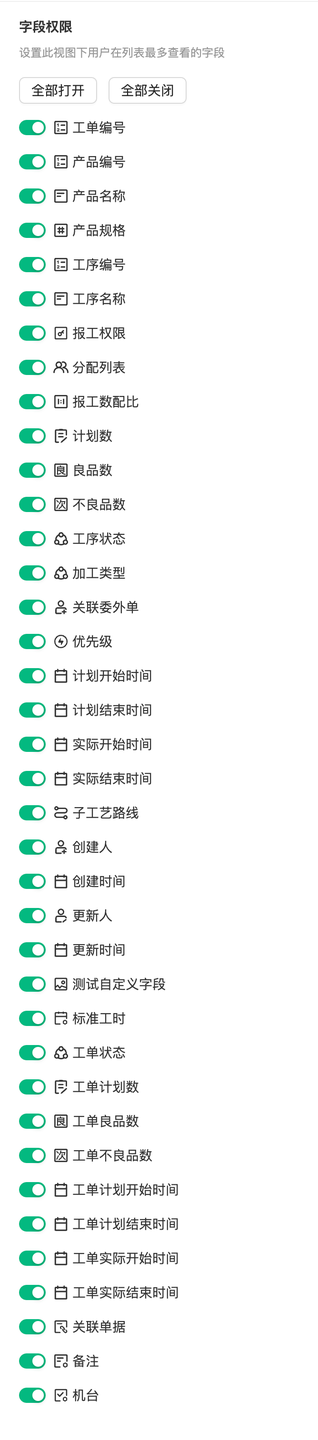 字段权限
设置此视图下用户在列表最多查看的字段
全部打开 全部关闭
工单编号
产品编号
产品名称
产品规格
工序编号
工序名称
报工权限
分配列表
报工数配比
计划数
良品数
不良品数
工序状态
加工类型
关联委外单
优先级
计划开始时间
计划结束时间
实际开始时间
实际结束时间
子工艺路线
创建人
创建时间
更新人
更新时间
测试自定义字段
标准工时
工单状态
工单计划数
工单良品数
工单不良品数
工单计划开始时间
工单计划结束时间
工单实际开始时间
工单实际结束时间
关联单据
备注
机台